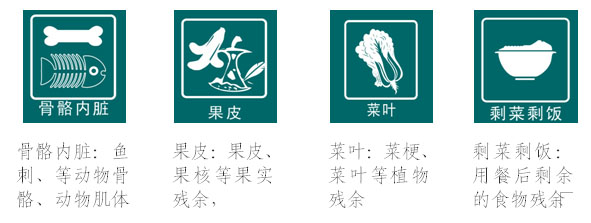 骨骼内脏
果皮
菜叶
剩菜剩饭
骨骼内脏：鱼
刺、等动物骨
骼、动物肌体
果皮：果皮、
果核等果实
残余，
菜叶：菜梗、
菜叶等植物
残余
剩菜剩饭：
用餐后剩余
的食物残余